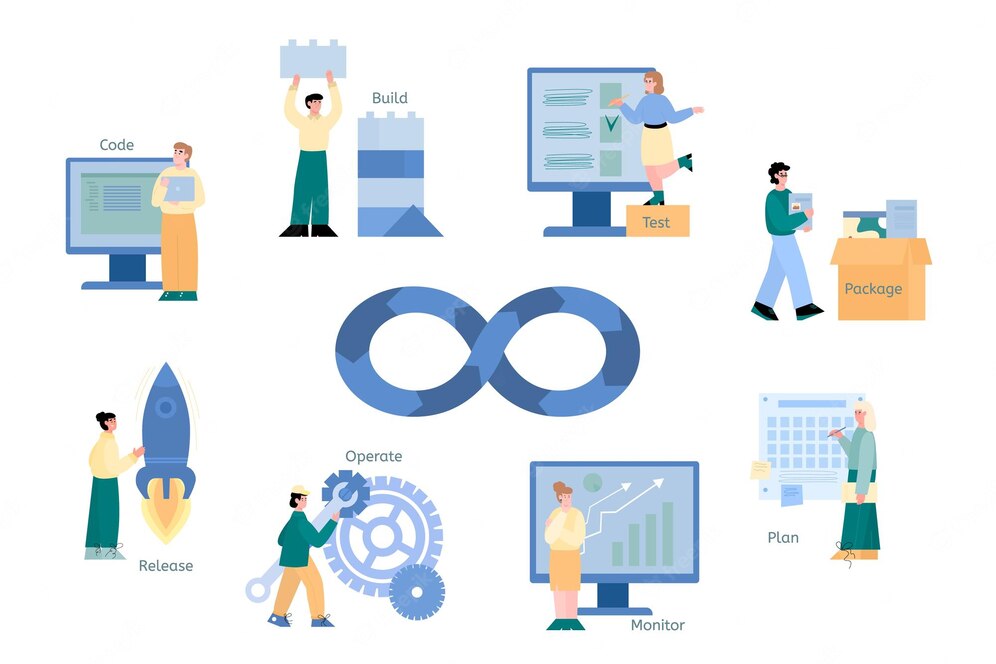 Build
Code
Test
Package
Operate
Release
Plan
Monitor